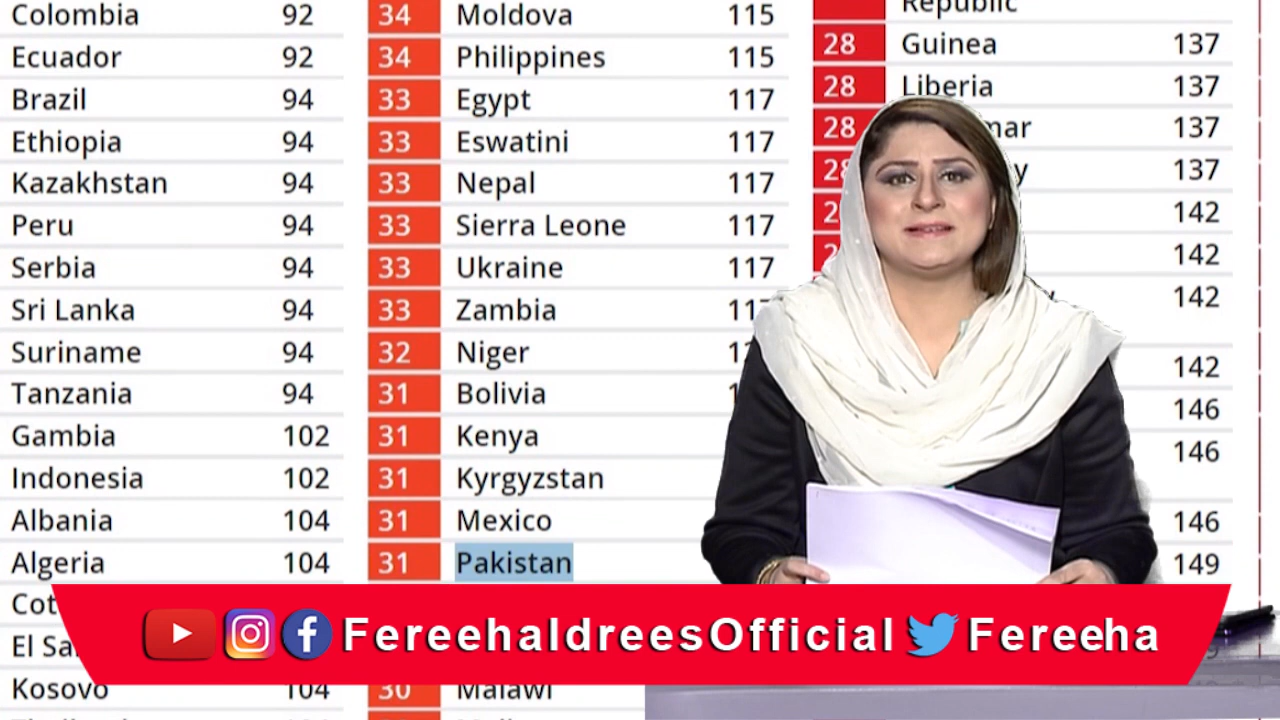 Colombia 92
Ecuador 92
Brazil 94
Ethiopia 94
Kazakhstan 94
Peru 94
Serbia 94
Sri Lanka 94
Suriname 94
Tanzania 94
Gambia 102
Indonesia 102
Albania 104
Algeria 104
Kosovo 104
34 Moldova 115
34 Philippines 115
33 Egypt 117
33 Eswatini 117
33 Nepal 117
33 Sierra Leone 117
33 Ukraine 117
33 Zambia
32 Niger
31 Bolivia
31 Kenya
31 Kyrgyzstan
31 Mexico
31 Pakistan
30 Malawi
Republic
28 Guinea 137
28 Liberia 137
28 137
137
142
142
142
142
146
146
146
149
FereehaIdreesOfficial Fereeha